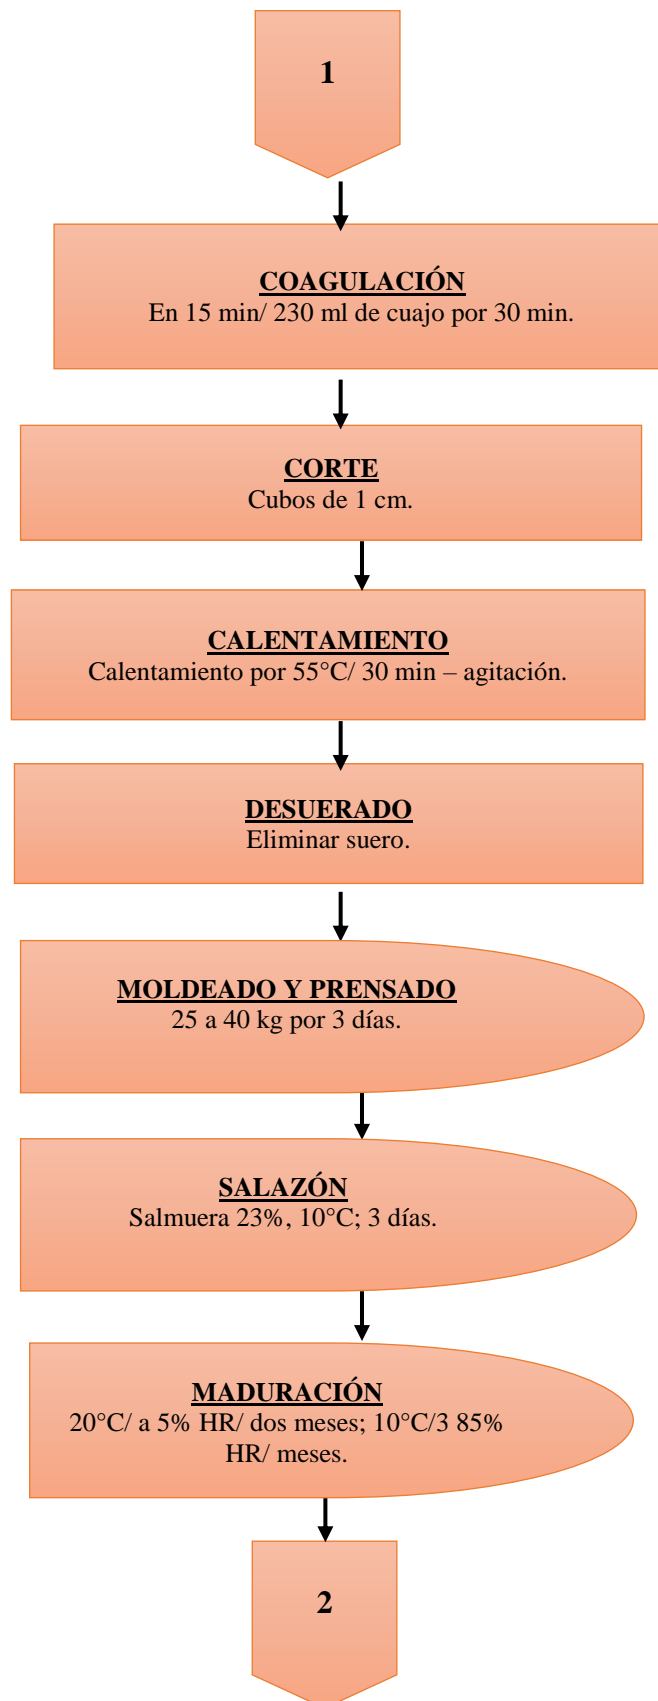 1
COAGULACIÓN
En 15 min/ 230 ml de cuajo por 30 min.
CORTE
Cubos de 1 cm.
CALENTAMIENTO
Calentamiento por 55°C/ 30 min – agitación.
DESUERADO
Eliminar suero.
MOLDEADO Y PRENSADO
25 a 40 kg por 3 días.
SALAZÓN
Salmuera 23%, 10°C; 3 días.
MADURACIÓN
20°C/ a 5% HR/ dos meses; 10°C/3 85%
HR/ meses.
2